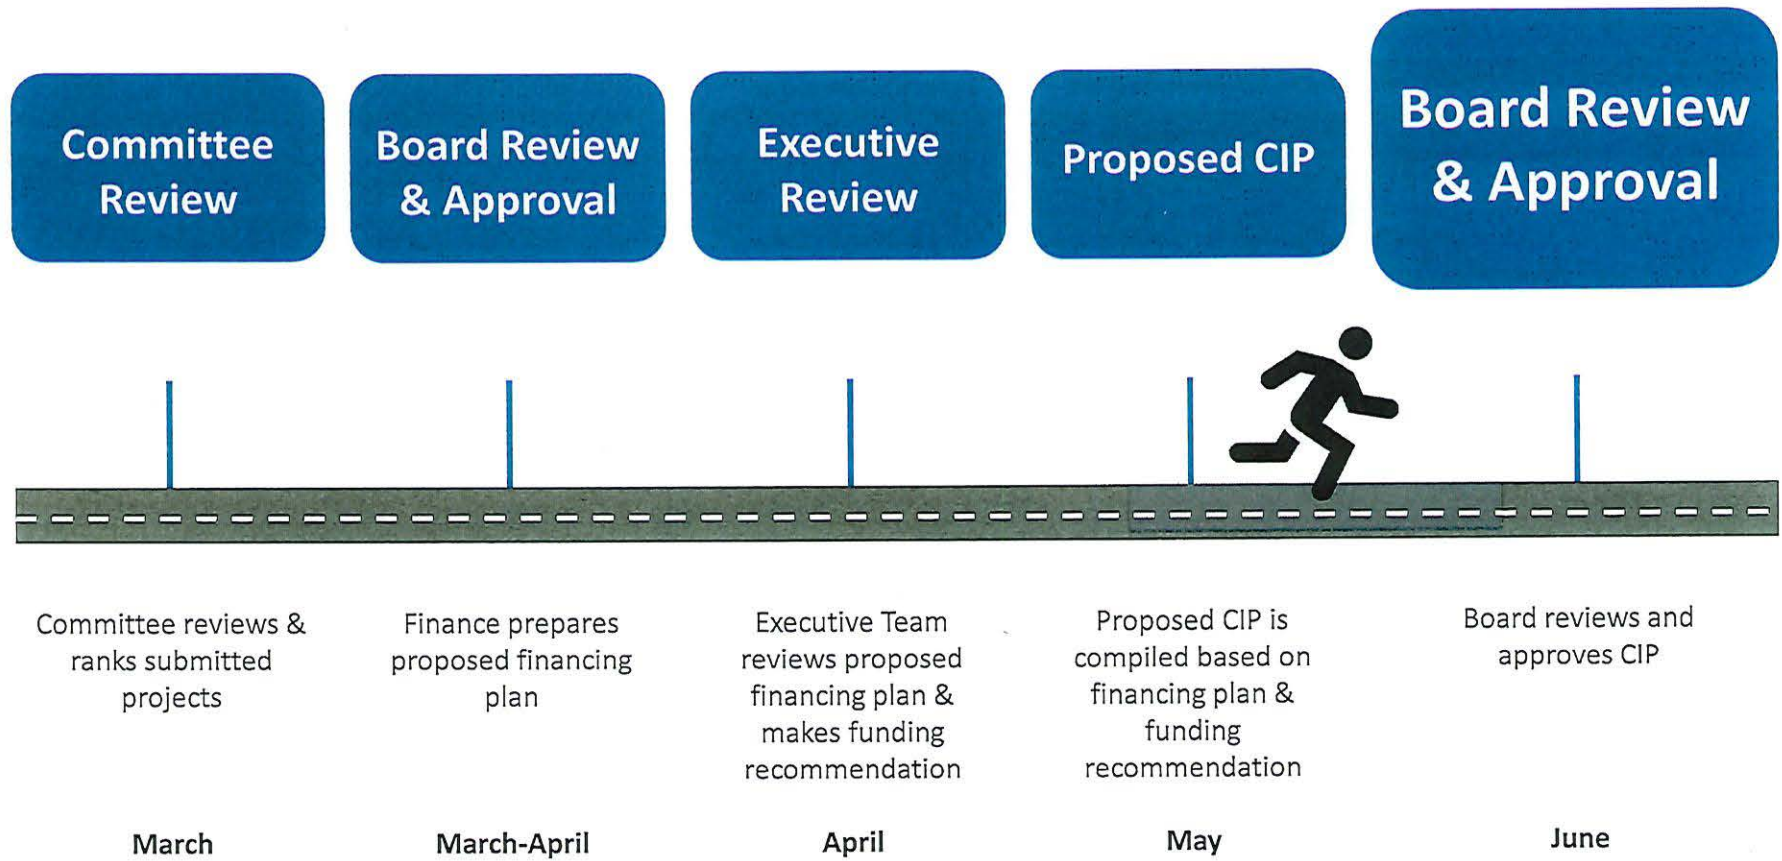 Committee
Review
Board Review
& Approval
Executive
Review
Proposed CIP
Board Review
& Approval
Committee reviews &
ranks submitted
projects
Finance prepares
proposed financing
plan
Executive Team
reviews proposed
financing plan &
makes funding
recommendation
Proposed CIP is
compiled based on
financing plan &
funding
recommendation
Board reviews and
approves CIP
March
March-April
April
May
June